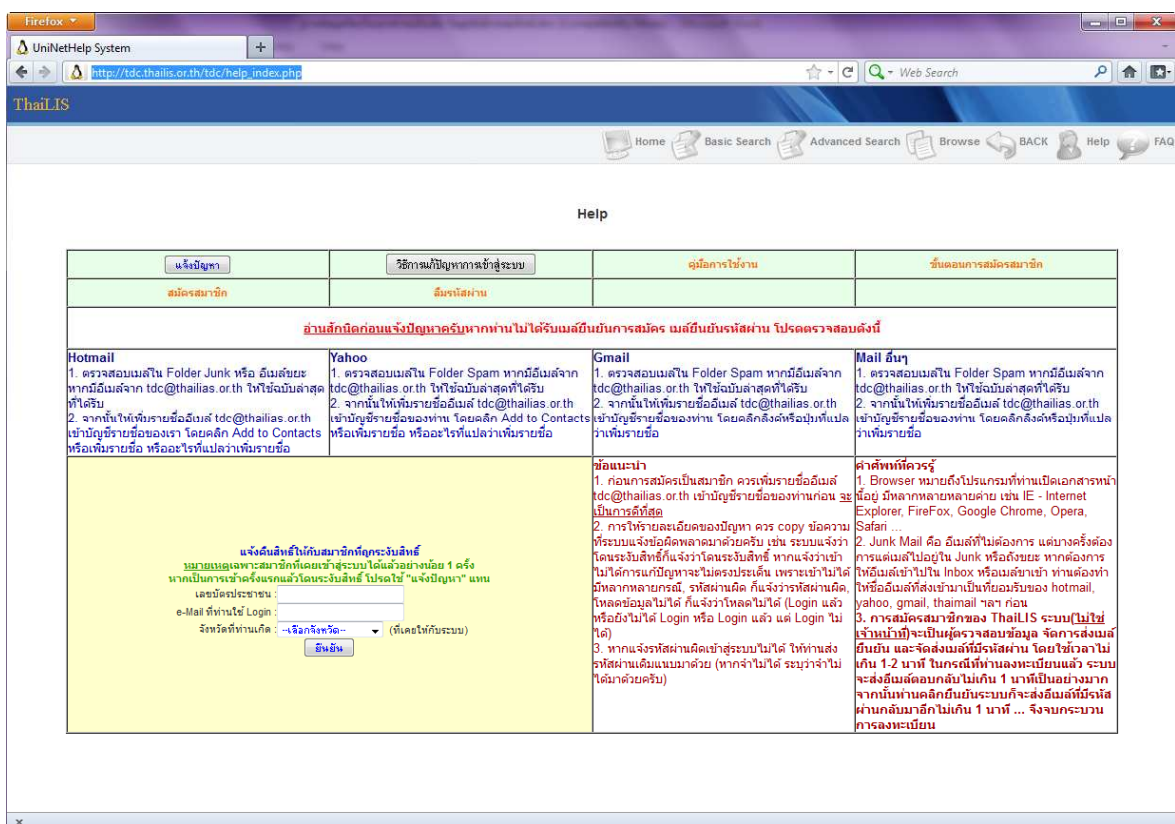 Firefox
UniNetHelp System
http://tdc.thailis.or.th/tdc/help_index.php
Web Search
ThaiLIS
Home
Basic Search
Advanced Search
Browse
BACK
Help
FAQ
Help
แจ้งปัญหา
วิธีการแก้ปัญหาการเข้าสู่ระบบ
คู่มือการใช้งาน
ขั้นตอนการสมัครสมาชิก
สมัครสมาชิก
ลืมรหัสผ่าน
อ่านสักนิดก่อนแจ้งปัญหาครับหากท่านไม่ได้รับเมล์ยืนยันการสมัคร เมล์ยืนยันรหัสผ่าน โปรดตรวจสอบดังนี้
Hotmail
1. ตรวจสอบเมล์ใน Folder Junk หรือ อีเมล์ขยะ
หากมีอีเมล์จาก tdc@thailias.or.th ให้ใช้ฉบับล่าสุด
ที่ได้รับ
2. จากนั้นให้เพิ่มรายชื่ออีเมล์ tdc@thailias.or.th
เข้าบัญชีรายชื่อของเรา โดยคลิก Add to Contacts
หรือเพิ่มรายชื่อ หรืออะไรที่แปลว่าเพิ่มรายชื่อ
Yahoo
1. ตรวจสอบเมล์ใน Folder Spam หากมีอีเมล์จาก
tdc@thailias.or.th ให้ใช้ฉบับล่าสุดที่ได้รับ
2. จากนั้นให้เพิ่มรายชื่ออีเมล์ tdc@thailias.or.th
เข้าบัญชีรายชื่อของท่าน โดยคลิก Add to Contacts
หรือเพิ่มรายชื่อ หรืออะไรที่แปลว่าเพิ่มรายชื่อ
Gmail
1. ตรวจสอบเมล์ใน Folder Spam หากมีอีเมล์จาก
tdc@thailias.or.th ให้ใช้ฉบับล่าสุดที่ได้รับ
2. จากนั้นให้เพิ่มรายชื่ออีเมล์ tdc@thailias.or.th
เข้าบัญชีรายชื่อของท่าน โดยคลิกลิงค์หรือปุ่มที่แปล
ว่าเพิ่มรายชื่อ
Mail อื่นๆ
1. ตรวจสอบเมล์ใน Folder Spam หากมีอีเมล์จาก
tdc@thailias.or.th ให้ใช้ฉบับล่าสุดที่ได้รับ
2. จากนั้นให้เพิ่มรายชื่ออีเมล์ tdc@thailias.or.th
เข้าบัญชีรายชื่อของท่าน โดยคลิกลิงค์หรือปุ่มที่แปล
ว่าเพิ่มรายชื่อ
แจ้งคืนสิทธิ์ให้กับสมาชิกที่ถูกระงับสิทธิ์
หมายเหตุเฉพาะสมาชิกที่เคยเข้าสู่ระบบได้แล้วอย่างน้อย 1 ครั้ง
หากเป็นการเข้าครั้งแรกแล้วโดนระงับสิทธิ์ โปรดใช้ "แจ้งปัญหา" แทน
เลขบัตรประชาชน :
e-Mail ที่ท่านใช้ Login :
จังหวัดที่ท่านเกิด : --เลือกจังหวัด-- (ที่เคยให้กับระบบ)
ยืนยัน
ข้อแนะนำ
1. ก่อนการสมัครเป็นสมาชิก ควรเพิ่มรายชื่ออีเมล์
tdc@thailias.or.th เข้าบัญชีรายชื่อของท่านก่อน จะ
เป็นการดีที่สุด
2. การให้รายละเอียดของปัญหา ควร copy ข้อความ
ที่ระบบแจ้งข้อผิดพลาดมาด้วยครับ เช่น ระบบแจ้งว่า
โดนระงับสิทธิ์ก็แจ้งว่าโดนระงับสิทธิ์ หากแจ้งว่าเข้า
ไม่ได้การแก้ปัญหาจะไม่ตรงประเด็น เพราะเข้าไม่ได้
มีหลากหลายกรณี, รหัสผ่านผิด ก็แจ้งว่ารหัสผ่านผิด,
โหลดข้อมูลไม่ได้ ก็แจ้งว่าโหลดไม่ได้ (Login แล้ว
หรือยังไม่ได้ Login หรือ Login แล้ว แต่ Login ไม่
ได้)
3. หากแจ้งรหัสผ่านผิดเข้าสู่ระบบไม่ได้ ให้ท่านส่ง
รหัสผ่านเดิมแนบมาด้วย (หากจำไม่ได้ ระบุว่าจำไม่
ได้มาด้วยครับ)
คำศัพท์ที่ควรรู้
1. Browser หมายถึงโปรแกรมที่ท่านเปิดเอกสารหน้า
นี้อยู่ มีหลากหลายหลายค่าย เช่น IE - Internet
Explorer, FireFox, Google Chrome, Opera,
Safari ...
2. Junk Mail คือ อีเมล์ที่ไม่ต้องการ แต่บางครั้งต้อง
การแต่เมล์ไปอยู่ใน Junk หรือถังขยะ หากต้องการ
ให้อีเมล์เข้าไปใน Inbox หรือเมล์ขาเข้า ท่านต้องทำ
ให้ชื่ออีเมล์ที่ส่งเข้ามาเป็นที่ยอมรับของ hotmail,
yahoo, gmail, thaimail ฯลฯ ก่อน
3. การสมัครสมาชิกของ ThaiLIS ระบบ(ไม่ใช่
เจ้าหน้าที่)จะเป็นผู้ตรวจสอบข้อมูล จัดการส่งเมล์
ยืนยัน และจัดส่งเมล์ที่มีรหัสผ่าน โดยใช้เวลาไม่
เกิน 1-2 นาที ในกรณีที่ท่านลงทะเบียนแล้ว ระบบ
จะส่งอีเมล์ตอบกลับไม่เกิน 1 นาทีเป็นอย่างมาก
จากนั้นท่านคลิกยืนยันระบบก็จะส่งอีเมล์ที่มีรหัส
ผ่านกลับมาอีกไม่เกิน 1 นาที ... จึงจบกระบวน
การลงทะเบียน